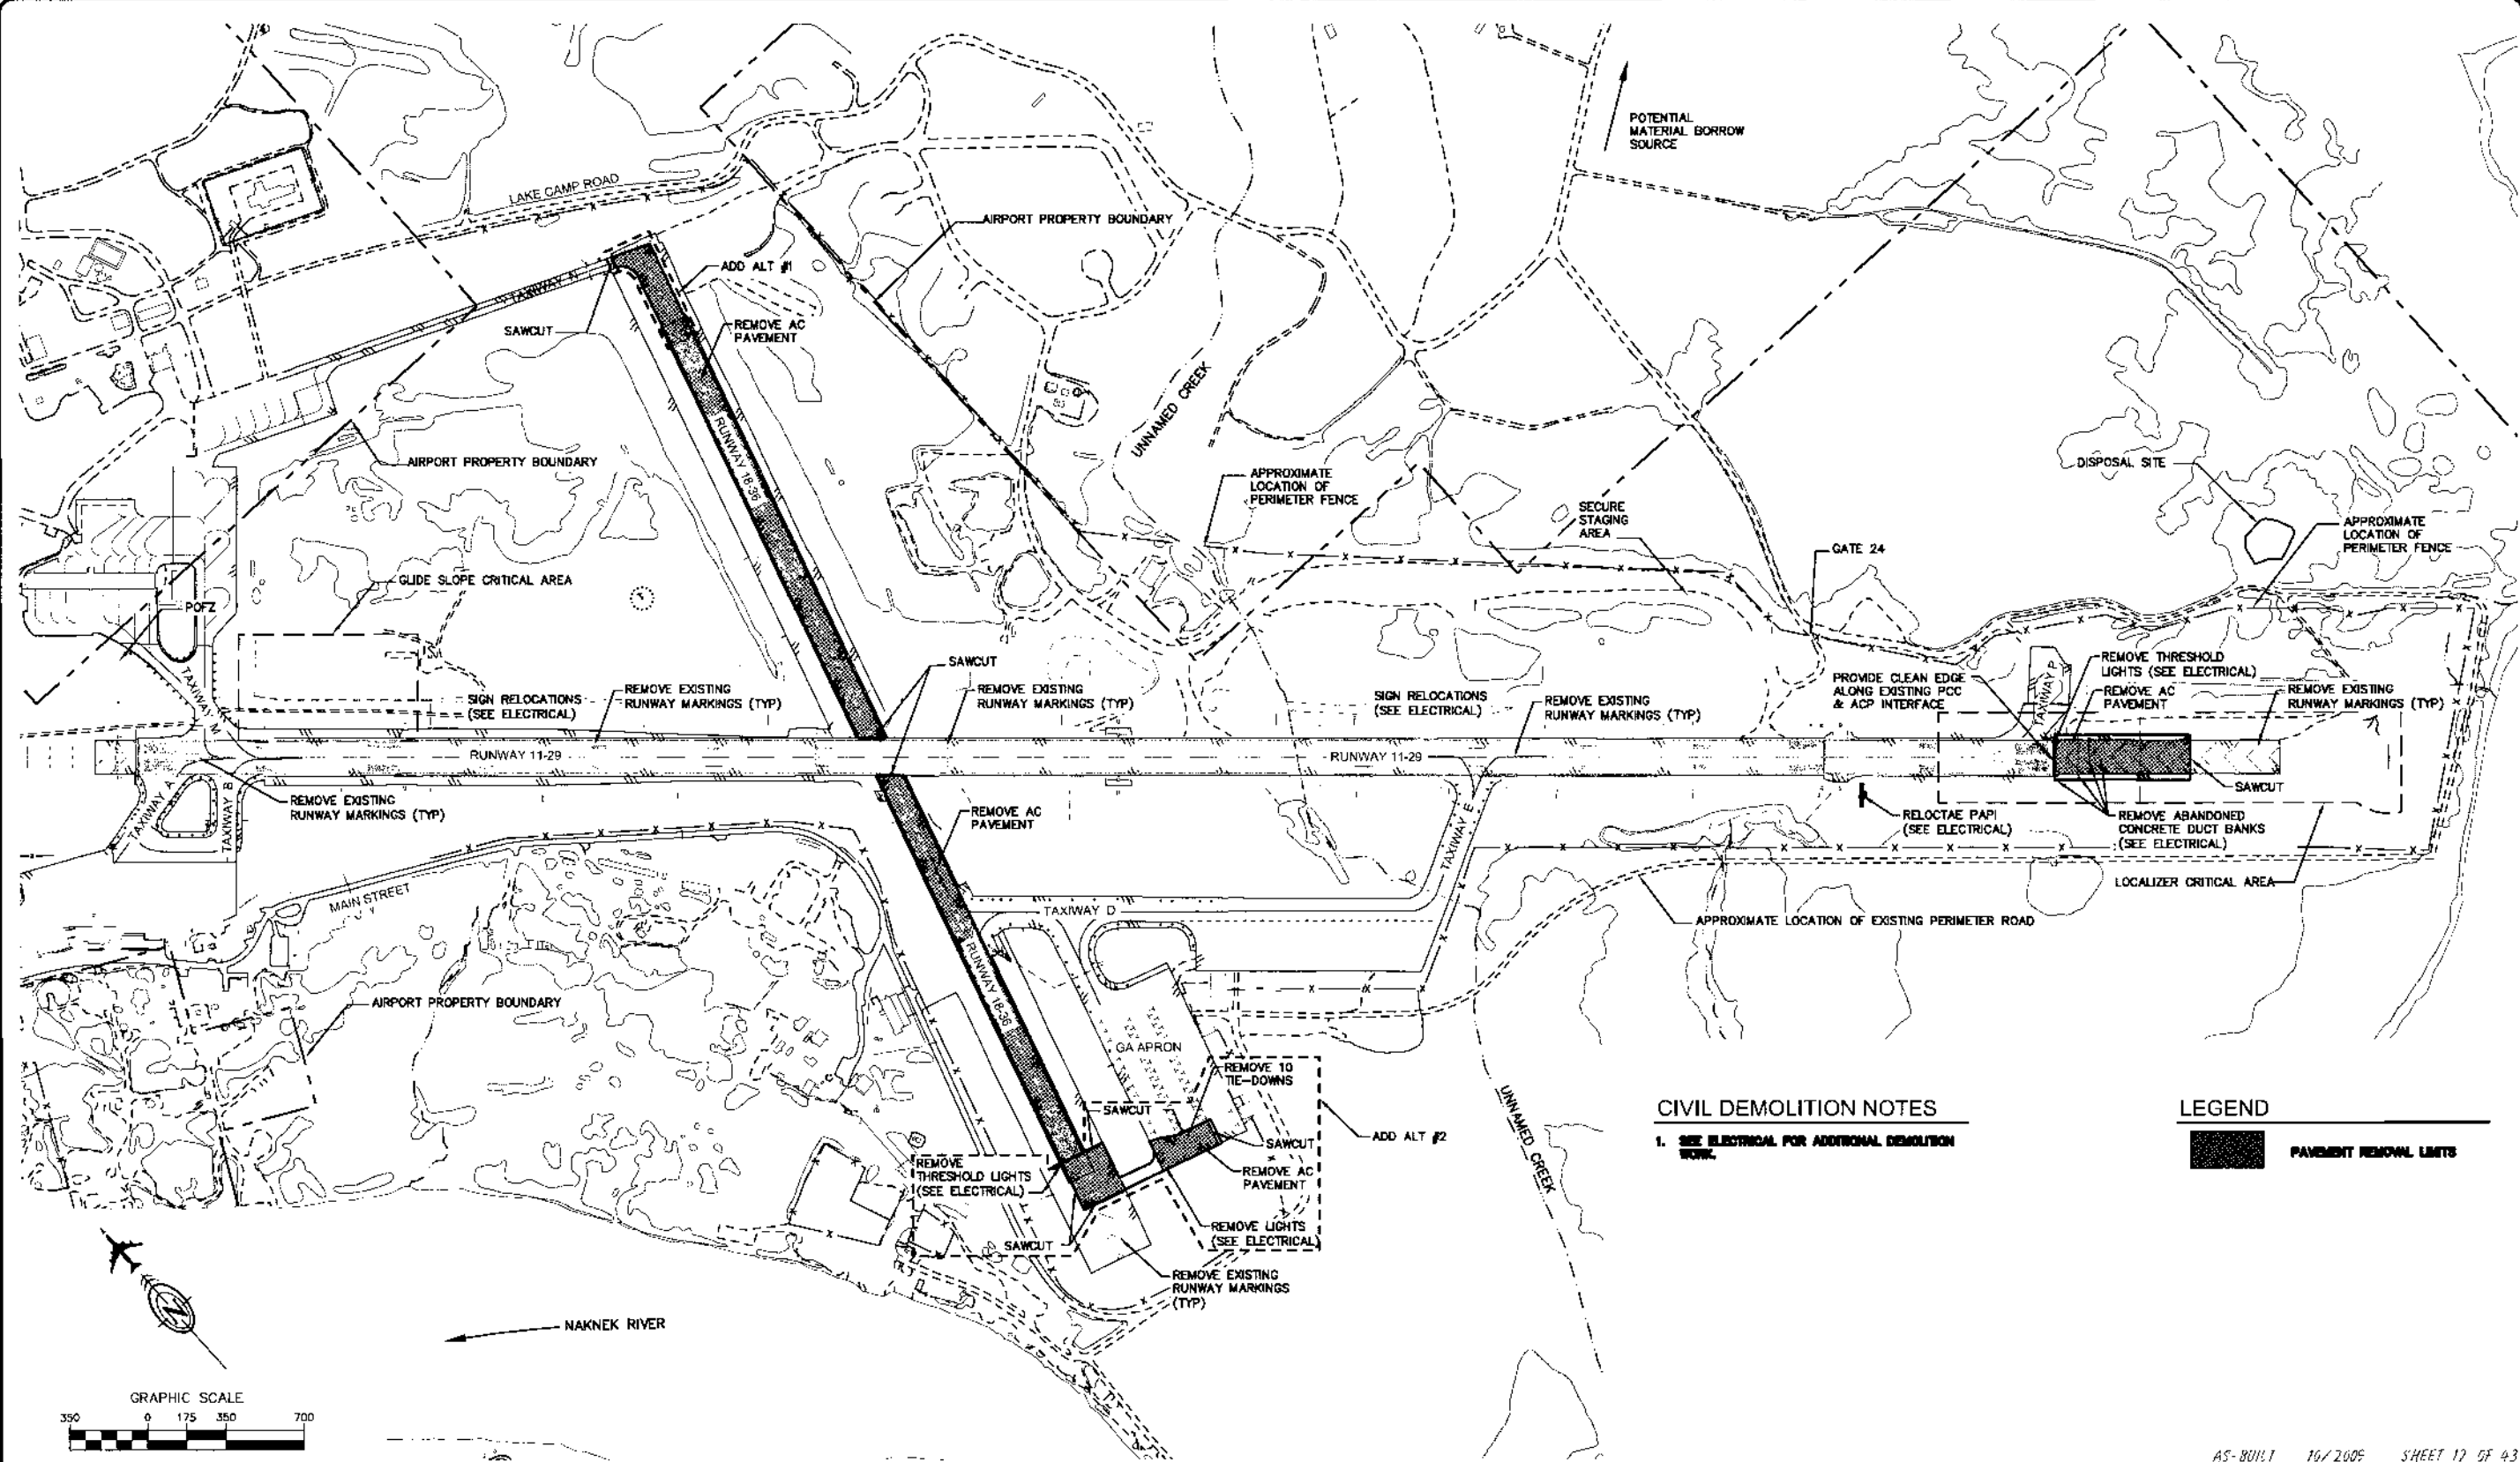 POTENTIAL
MATERIAL BORROW
SOURCE
LAKE CAMP ROAD
AIRPORT PROPERTY BOUNDARY
ADD ALT #1
TAXIWAY
SAWCUT
REMOVE AC
PAVEMENT
RUNWAY 18-36
UNNAMED CREEK
AIRPORT PROPERTY BOUNDARY
APPROXIMATE
LOCATION OF
PERIMETER FENCE
SECURE
STAGING
AREA
GATE 24
DISPOSAL SITE
APPROXIMATE
LOCATION OF
PERIMETER FENCE
GLIDE SLOPE CRITICAL AREA
POFZ
TAXIWAY M
SIGN RELOCATIONS
(SEE ELECTRICAL)
REMOVE EXISTING
RUNWAY MARKINGS (TYP)
SAWCUT
REMOVE EXISTING
RUNWAY MARKINGS (TYP)
SIGN RELOCATIONS
(SEE ELECTRICAL)
REMOVE EXISTING
RUNWAY MARKINGS (TYP)
PROVIDE CLEAN EDGE
ALONG EXISTING PCC
& ACP INTERFACE
TAXIWAY P
REMOVE THRESHOLD
LIGHTS (SEE ELECTRICAL)
REMOVE AC
PAVEMENT
REMOVE EXISTING
RUNWAY MARKINGS (TYP)
RUNWAY 11-29
RUNWAY 11-29
TAXIWAY A
TAXIWAY B
REMOVE EXISTING
RUNWAY MARKINGS (TYP)
REMOVE AC
PAVEMENT
TAXIWAY E
RELOCTAE PAPI
(SEE ELECTRICAL)
REMOVE ABANDONED
CONCRETE DUCT BANKS
(SEE ELECTRICAL)
SAWCUT
LOCALIZER CRITICAL AREA
MAIN STREET
TAXIWAY D
APPROXIMATE LOCATION OF EXISTING PERIMETER ROAD
RUNWAY 18-36
AIRPORT PROPERTY BOUNDARY
GA APRON
REMOVE 10
TIE-DOWNS
SAWCUT
ADD ALT #2
SAWCUT
REMOVE
THRESHOLD LIGHTS
(SEE ELECTRICAL)
REMOVE AC
PAVEMENT
REMOVE LIGHTS
(SEE ELECTRICAL)
SAWCUT
REMOVE EXISTING
RUNWAY MARKINGS
(TYP)
UNNAMED CREEK
CIVIL DEMOLITION NOTES
1. SEE ELECTRICAL FOR ADDITIONAL DEMOLITION
WORK.
LEGEND
PAVEMENT REMOVAL LIMITS
N
NAKNEK RIVER
GRAPHIC SCALE
350 0 175 350 700
AS-BUILT 10/2009 SHEET 12 OF 43